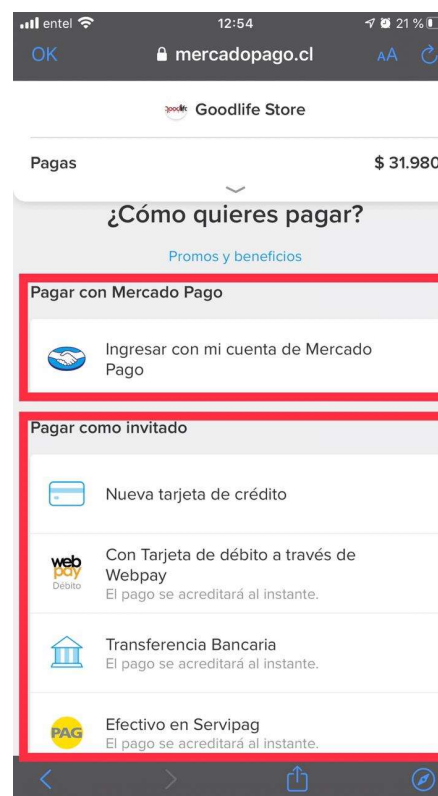 entel 12:54 21 %
OK mercadopago.cl AA
goodlife Goodlife Store
Pagas $ 31.980
¿Cómo quieres pagar?
Promos y beneficios
Pagar con Mercado Pago
Ingresar con mi cuenta de Mercado
Pago
Pagar como invitado
Nueva tarjeta de crédito
web
pay
Débito
Con Tarjeta de débito a través de
Webpay
El pago se acreditará al instante.
Transferencia Bancaria
El pago se acreditará al instante.
PAG
Efectivo en Servipag
El pago se acreditará al instante.